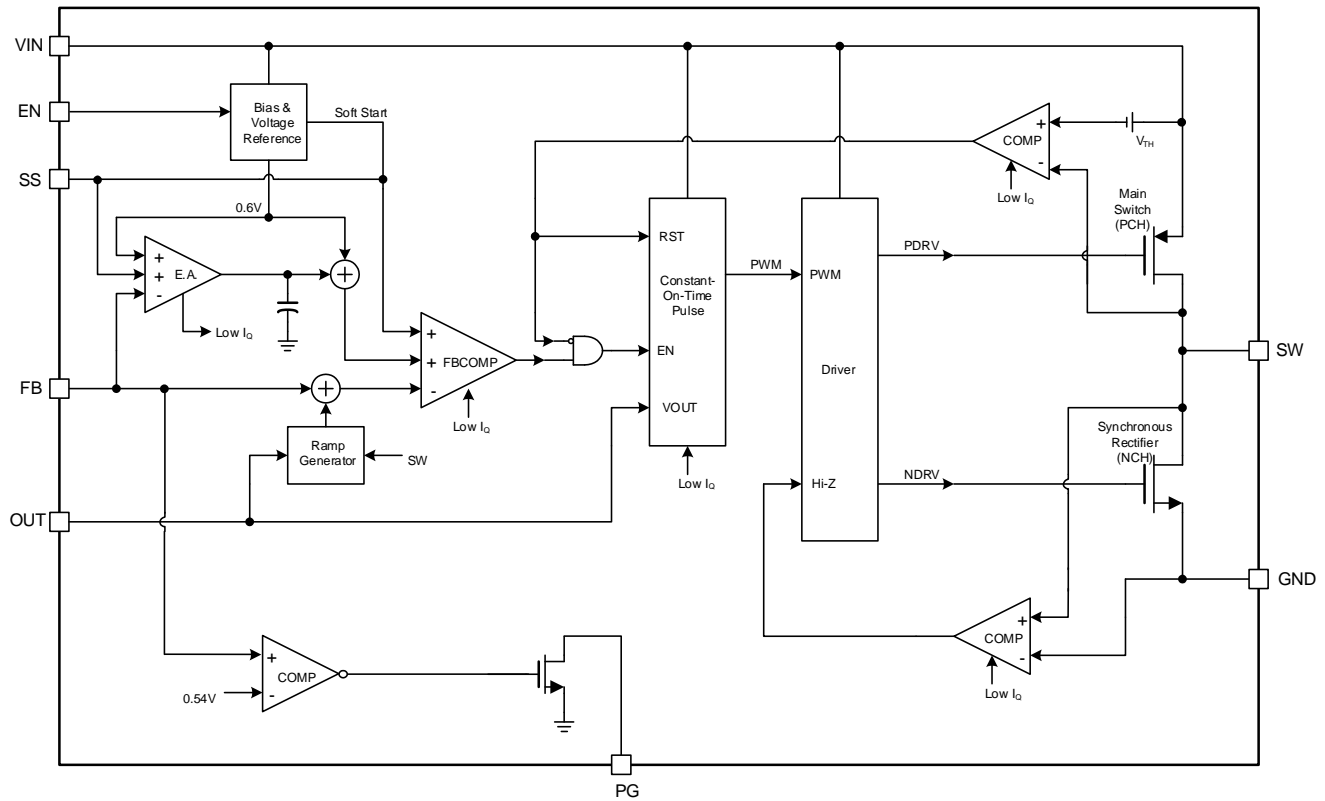 VIN
EN
SS
FB
OUT
Bias &
Voltage
Reference
Soft Start
0.6V
+
+
-
E.A.
Low IQ
+
+
+
+
-
FBCOMP
Low IQ
Ramp
Generator
SW
RST
Constant-
On-Time
Pulse
EN
VOUT
Low IQ
PWM
PWM
Driver
Hi-Z
PDRV
NDRV
+
-
COMP
VTH
Low IQ
Main
Switch
(PCH)
Synchronous
Rectifier
(NCH)
SW
GND
+
-
COMP
Low IQ
+
-
COMP
0.54V
PG